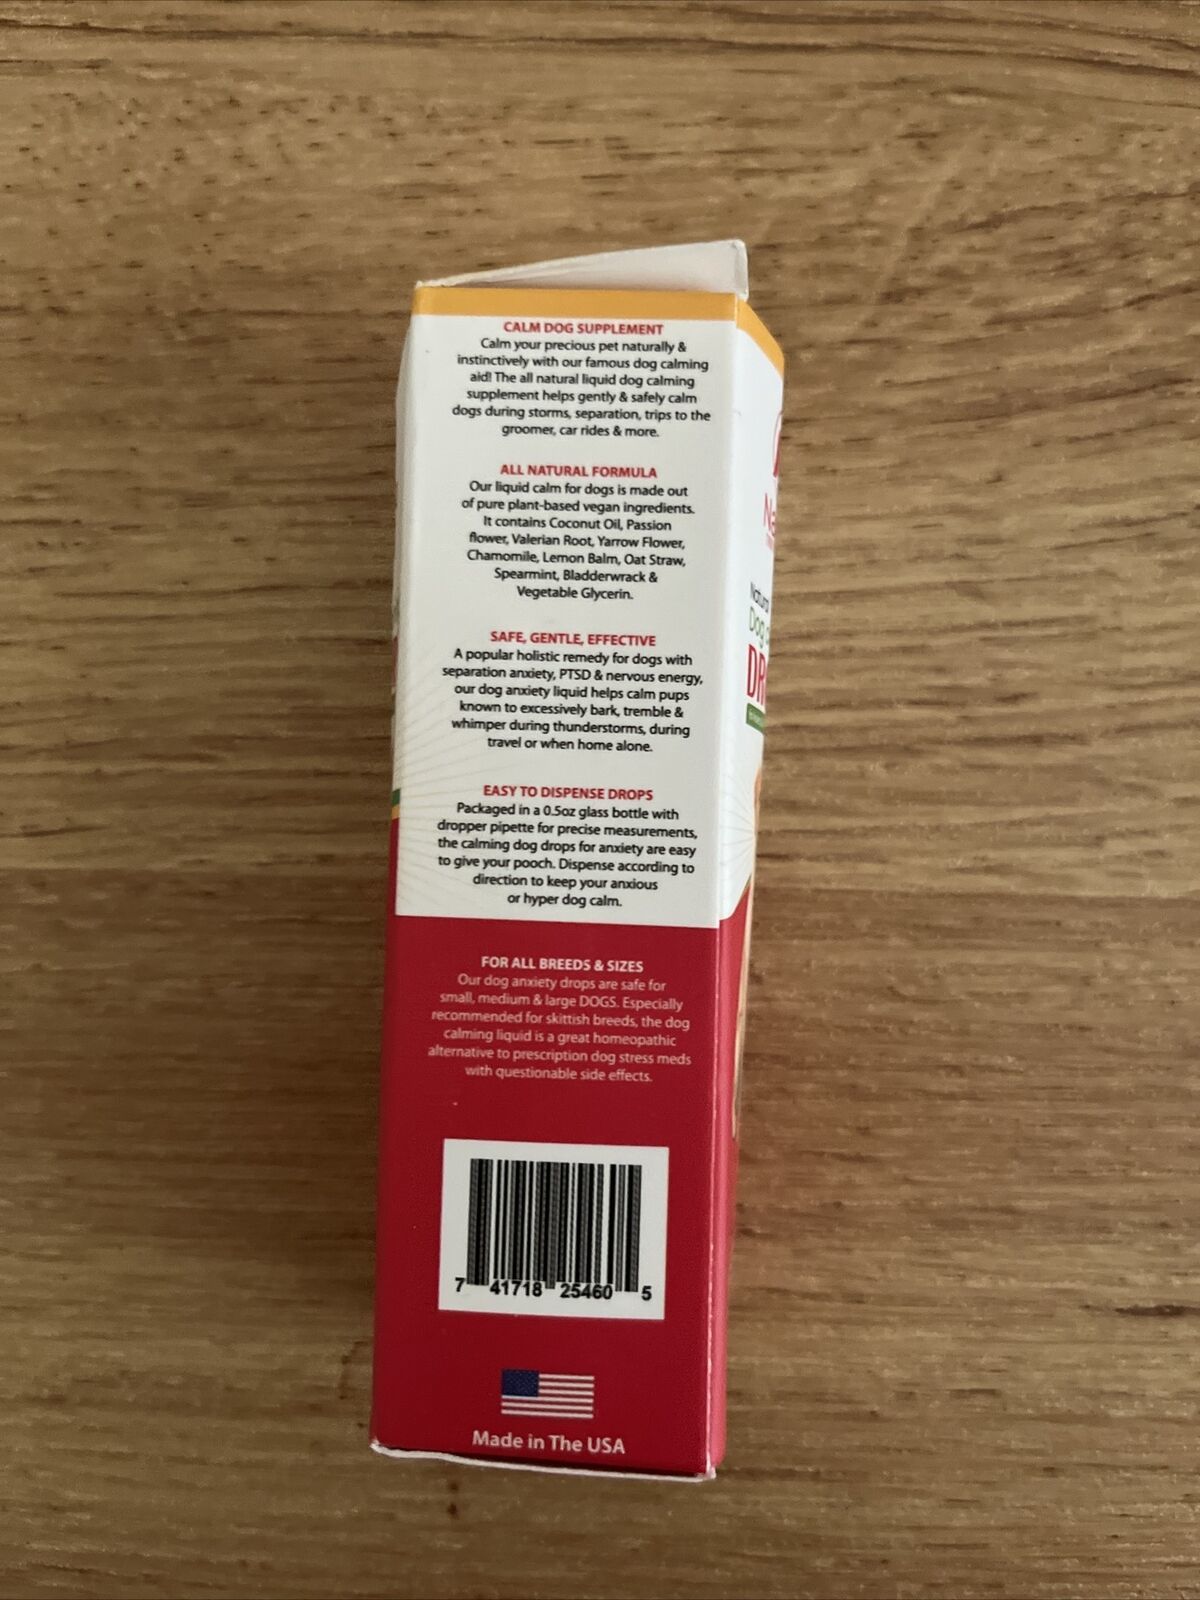 CALM DOG SUPPLEMENT
Calm your precious pet naturally &
instinctively with our famous dog calming
aid! The all natural liquid dog calming
supplement helps gently & safely calm
dogs during storms, separation, trips to the
groomer, car rides & more.
ALL NATURAL FORMULA
Our liquid calm for dogs is made out
of pure plant-based vegan ingredients.
It contains Coconut Oil, Passion
flower, Valerian Root, Yarrow Flower,
Chamomile, Lemon Balm, Oat Straw,
Spearmint, Bladderwrack &
Vegetable Glycerin.
SAFE, GENTLE, EFFECTIVE
A popular holistic remedy for dogs with
separation anxiety, PTSD & nervous energy,
our dog anxiety liquid helps calm pups
known to excessively bark, tremble &
whimper during thunderstorms, during
travel or when home alone.
EASY TO DISPENSE DROPS
Packaged in a 0.5oz glass bottle with
dropper pipette for precise measurements,
the calming dog drops for anxiety are easy
to give your pooch. Dispense according to
direction to keep your anxious
or hyper dog calm.
FOR ALL BREEDS & SIZES
Our dog anxiety drops are safe for
small, medium & large DOGS. Especially
recommended for skittish breeds, the dog
calming liquid is a great homeopathic
alternative to prescription dog stress meds
with questionable side effects.
7 41718 25460 5
Made in The USA
Natural
Dog